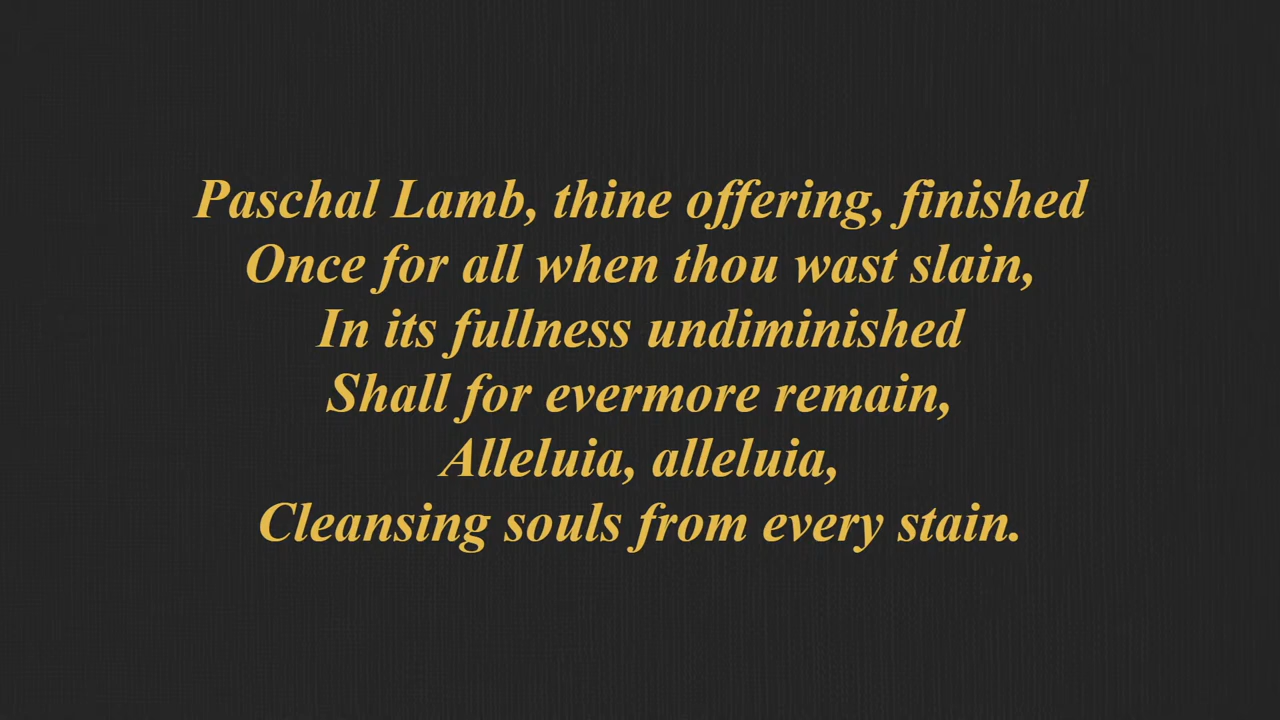 Paschal Lamb, thine offering, finished
Once for all when thou wast slain,
In its fullness undiminished
Shall for evermore remain,
Alleluia, alleluia,
Cleansing souls from every stain.